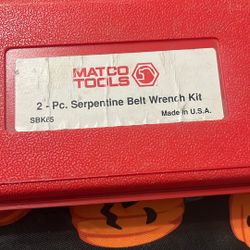 MATCO
TOOLS
2 - Pc. Serpentine Belt Wrench Kit
SBK65
Made in U.S.A.